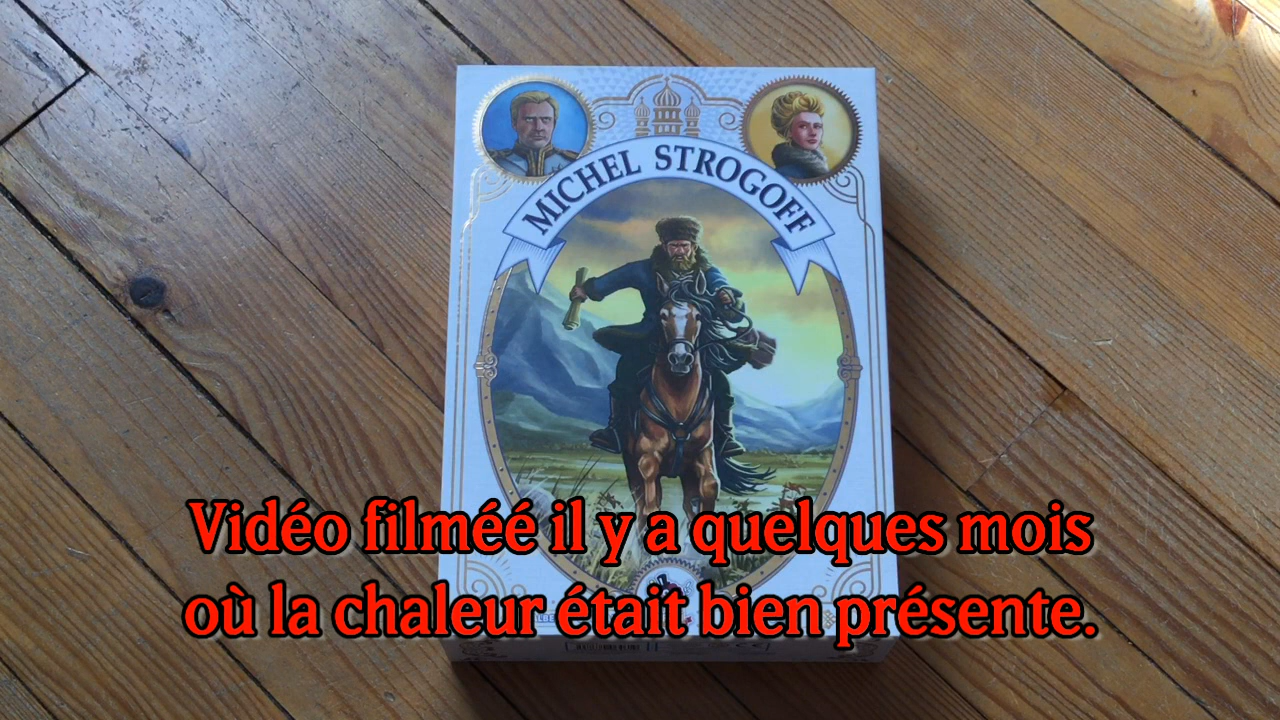 MICHEL STROGOFF
Vidéo filméé il y a quelques mois
où la chaleur était bien présente.